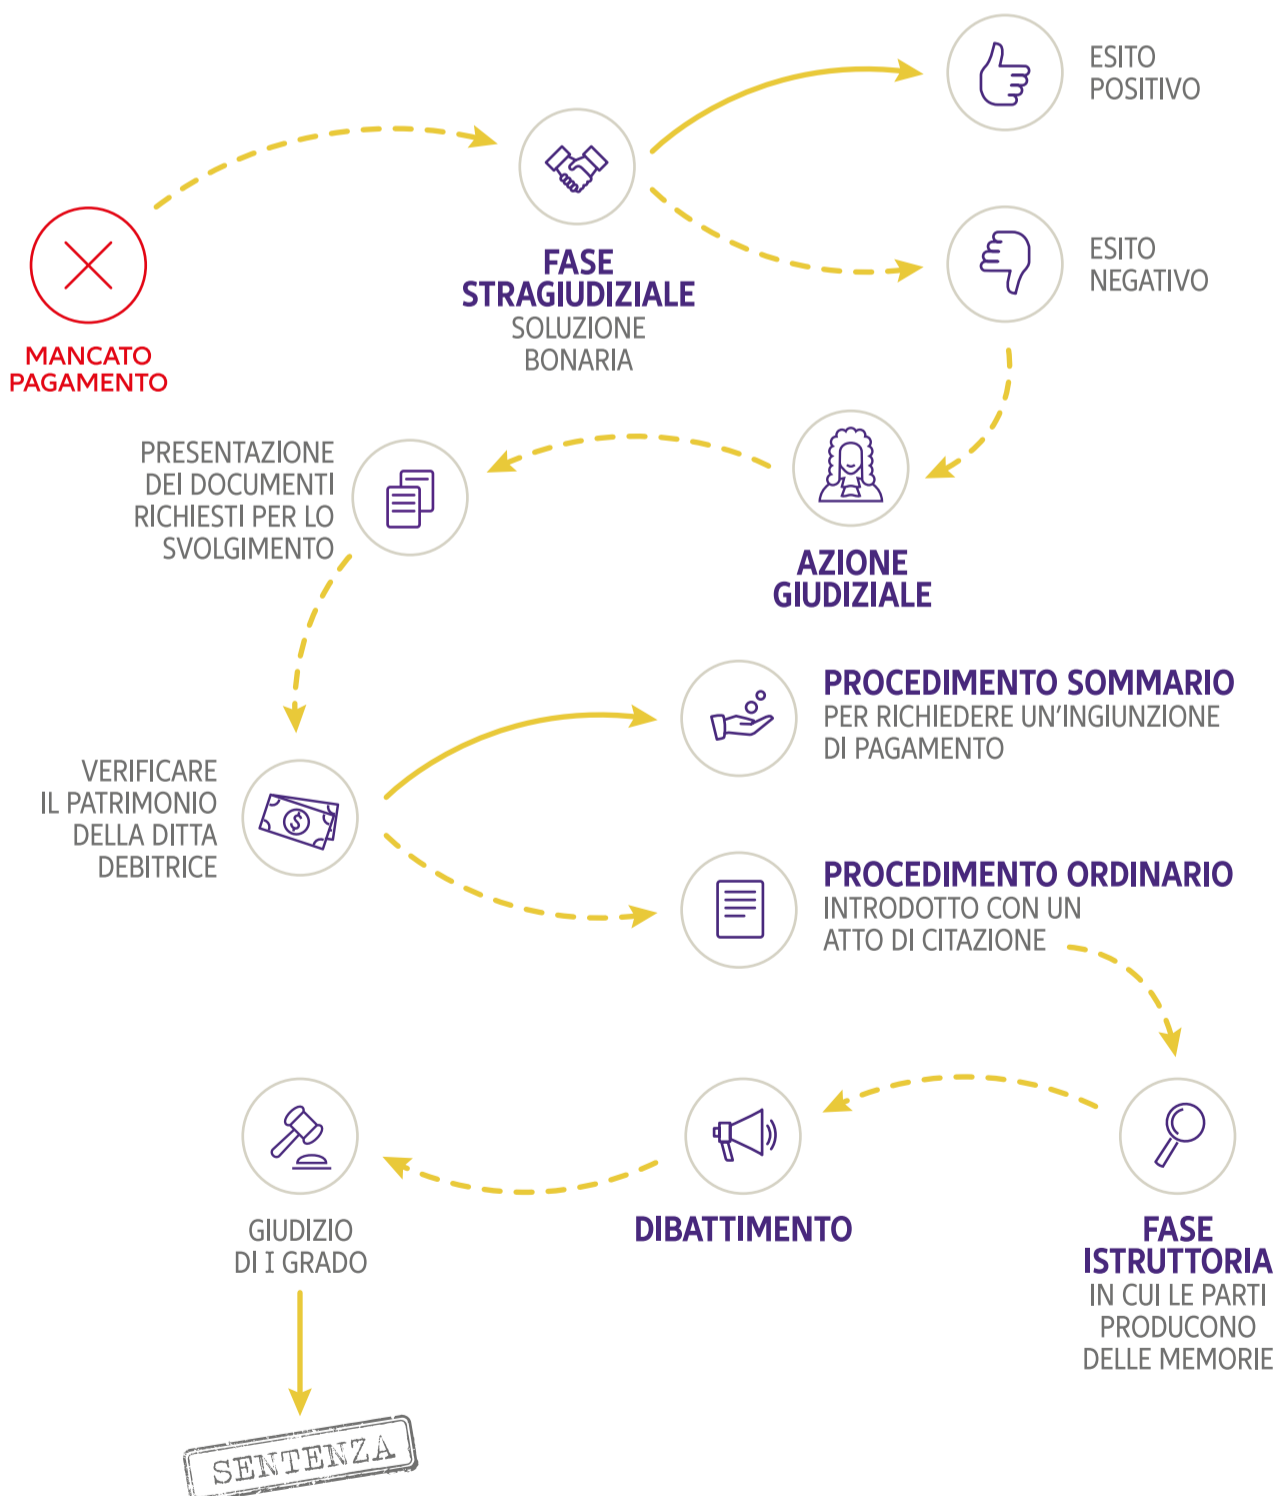 ESITO
POSITIVO
FASE
STRAGIUDIZIALE
SOLUZIONE
BONARIA
ESITO
NEGATIVO
MANCATO
PAGAMENTO
PRESENTAZIONE
DEI DOCUMENTI
RICHIESTI PER LO
SVOLGIMENTO
AZIONE
GIUDIZIALE
VERIFICARE
IL PATRIMONIO
DELLA DITTA
DEBITRICE
$
PROCEDIMENTO SOMMARIO
PER RICHIEDERE UN'INGIUNZIONE
DI PAGAMENTO
PROCEDIMENTO ORDINARIO
INTRODOTTO CON UN
ATTO DI CITAZIONE
FASE
ISTRUTTORIA
IN CUI LE PARTI
PRODUCONO
DELLE MEMORIE
DIBATTIMENTO
GIUDIZIO
DI I GRADO
SENTENZA